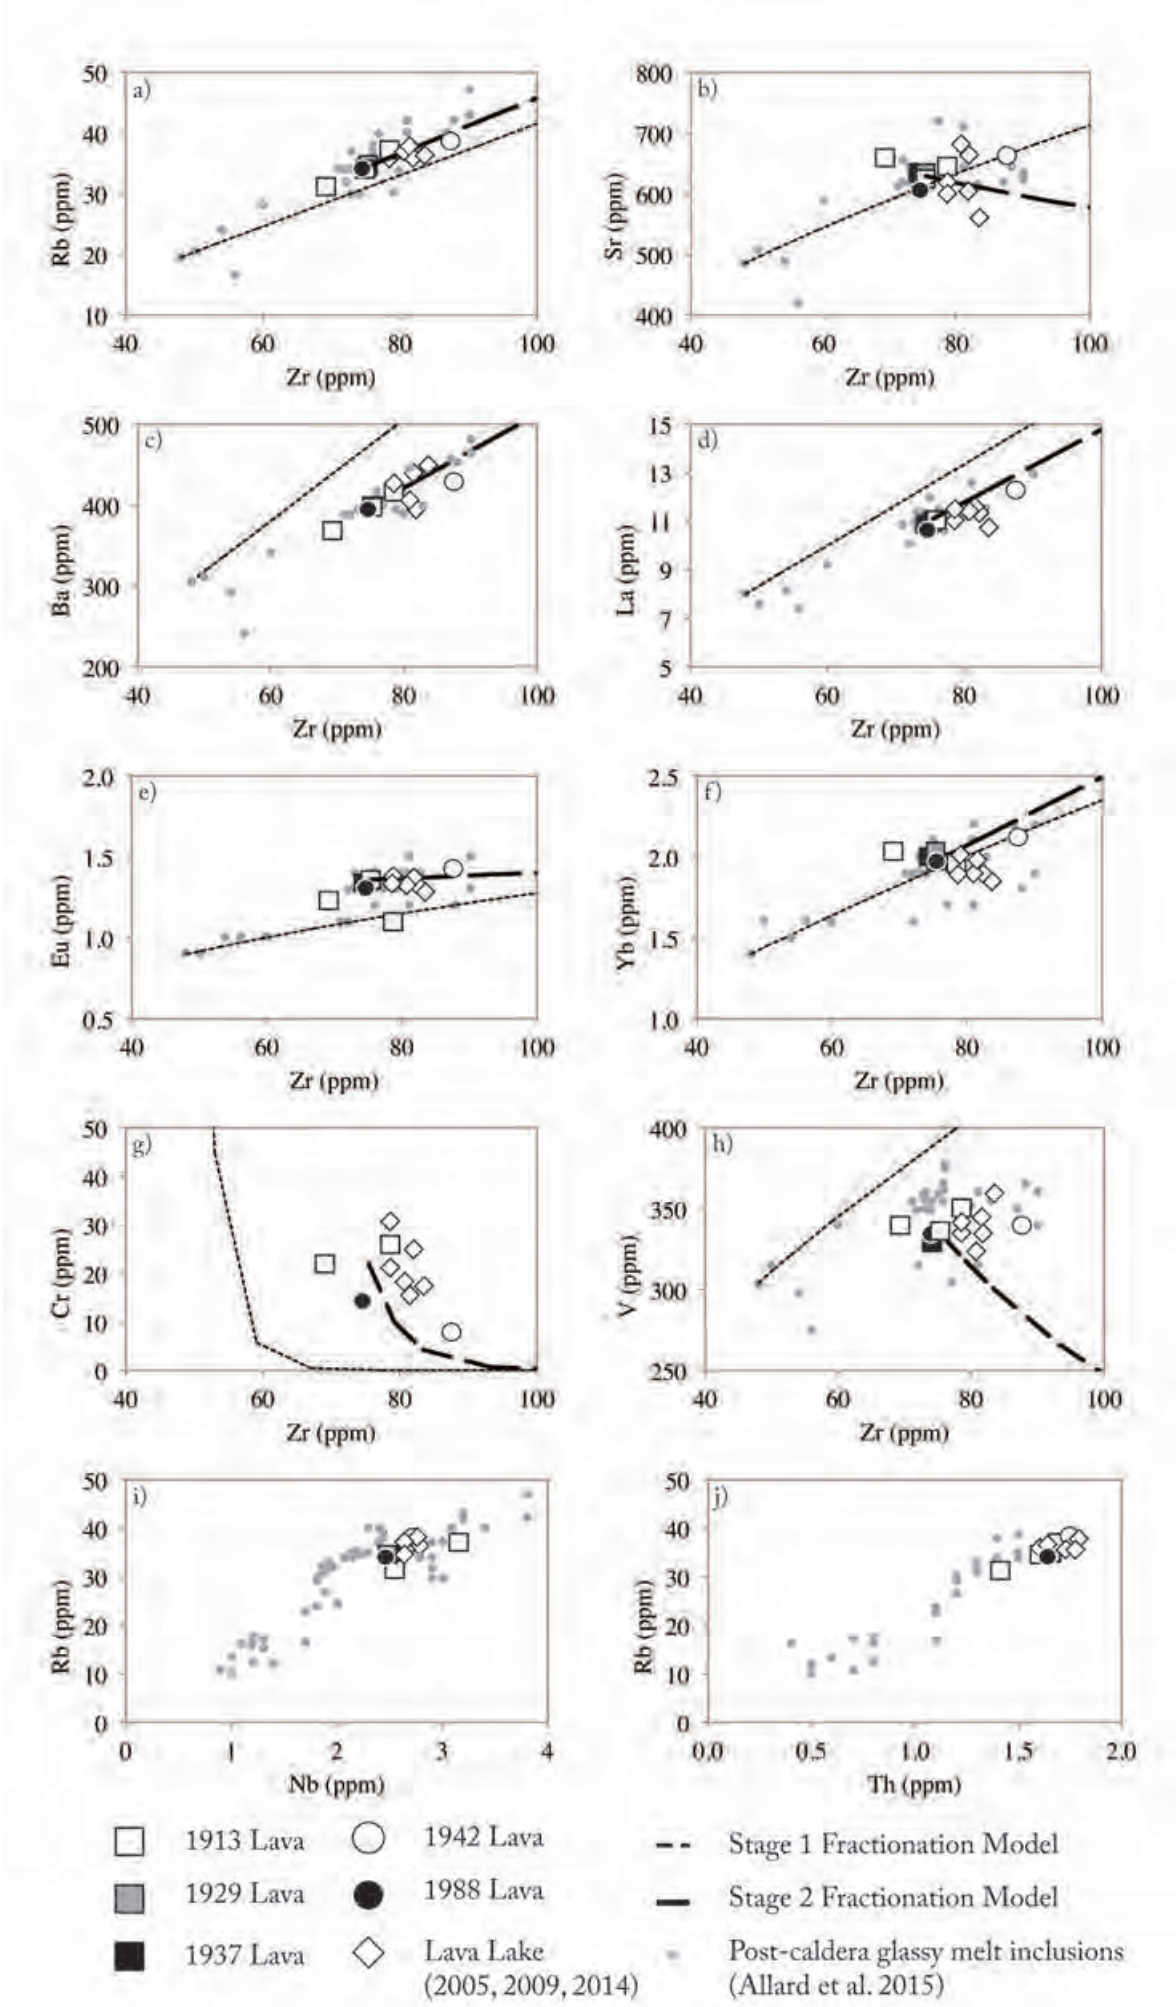 a)
50
40
30
20
10
Rb (ppm)
40 60 80 100
Zr (ppm)
b)
800
700
600
500
400
Sr (ppm)
40 60 80 100
Zr (ppm)
c)
500
400
300
200
Ba (ppm)
40 60 80 100
Zr (ppm)
d)
15
13
11
9
7
5
La (ppm)
40 60 80 100
Zr (ppm)
e)
2.0
1.5
1.0
0.5
Eu (ppm)
40 60 80 100
Zr (ppm)
f)
2.5
2.0
1.5
1.0
Yb (ppm)
40 60 80 100
Zr (ppm)
g)
50
40
30
20
10
0
Cr (ppm)
40 60 80 100
Zr (ppm)
h)
400
350
300
250
V (ppm)
40 60 80 100
Zr (ppm)
i)
50
40
30
20
10
0
Rb (ppm)
0 1 2 3 4
Nb (ppm)
j)
50
40
30
20
10
0
Rb (ppm)
0.0 0.5 1.0 1.5 2.0
Th (ppm)
1913 Lava
1929 Lava
1937 Lava
1942 Lava
1988 Lava
Lava Lake
(2005, 2009, 2014)
Stage 1 Fractionation Model
Stage 2 Fractionation Model
Post-caldera glassy melt inclusions
(Allard et al. 2015)